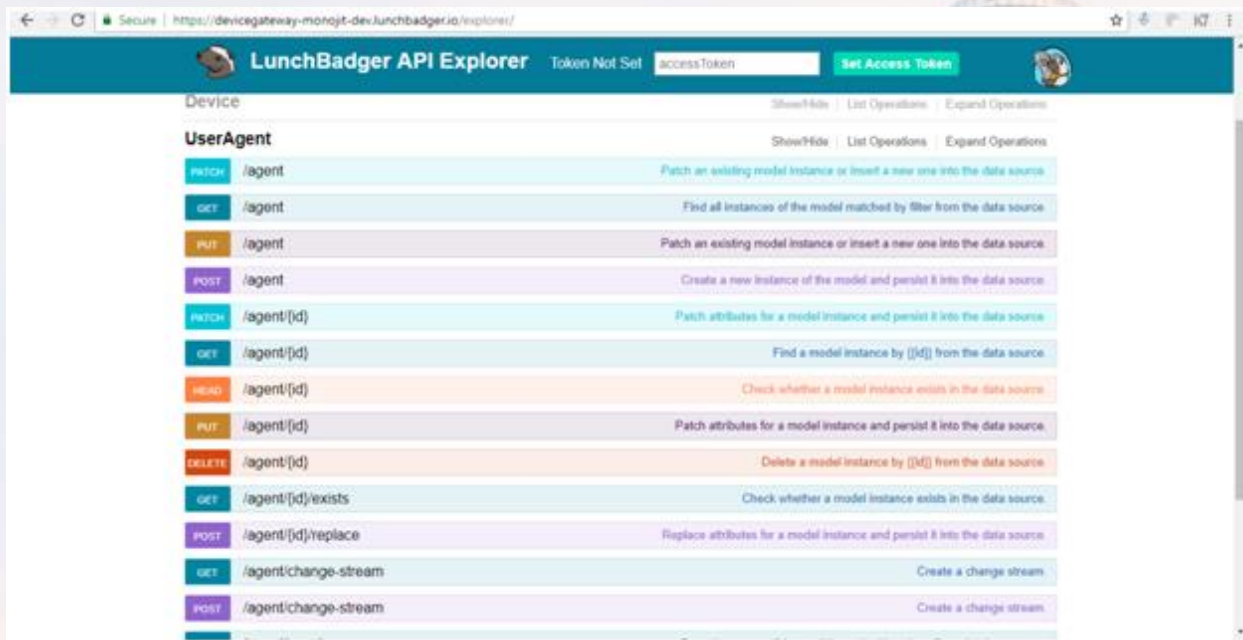 Secure | https://devicegateway-monojit-dev.lunchbadger.io/explorer/
LunchBadger API Explorer Token Not Set accessToken Set Access Token
Device Show/Hide | List Operations | Expand Operations
UserAgent Show/Hide | List Operations | Expand Operations
PATCH /agent Patch an existing model instance or insert a new one into the data source.
GET /agent Find all instances of the model matched by filter from the data source.
PUT /agent Patch an existing model instance or insert a new one into the data source.
POST /agent Create a new instance of the model and persist it into the data source.
PATCH /agent/{id} Patch attributes for a model instance and persist it into the data source.
GET /agent/{id} Find a model instance by {{id}} from the data source.
HEAD /agent/{id} Check whether a model instance exists in the data source.
PUT /agent/{id} Patch attributes for a model instance and persist it into the data source.
DELETE /agent/{id} Delete a model instance by {{id}} from the data source.
GET /agent/{id}/exists Check whether a model instance exists in the data source.
POST /agent/{id}/replace Replace attributes for a model instance and persist it into the data source.
GET /agent/change-stream Create a change stream.
POST /agent/change-stream Create a change stream.